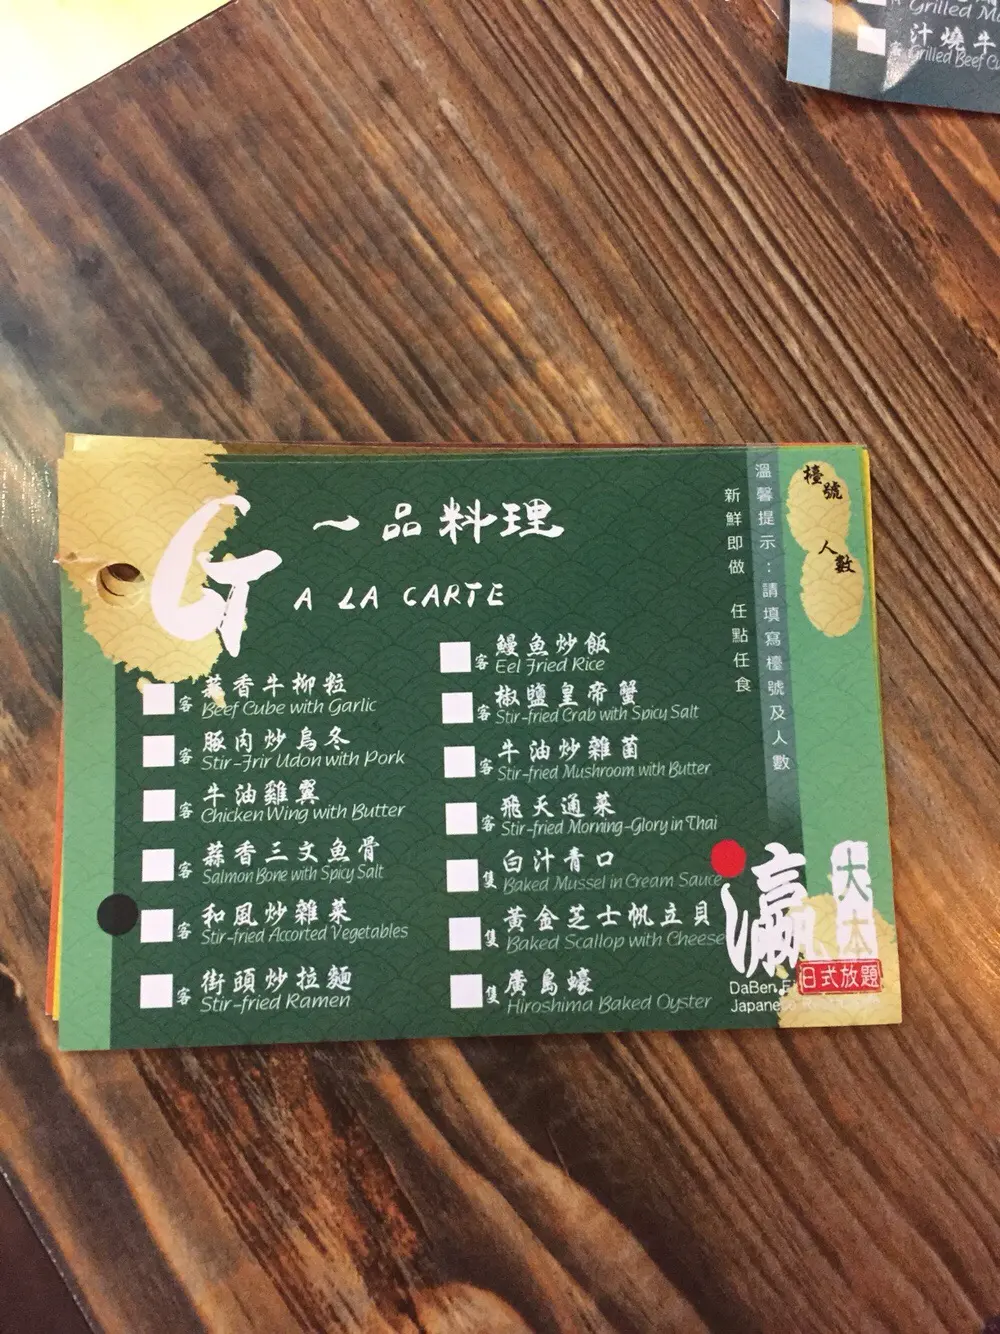 Grilled
汁燒牛
Grilled Beef Cu
G 一品料理
A LA CARTE
蒜香牛柳粒
客 Beef Cube with Garlic
豚肉炒烏冬
客 Stir-Frir Udon with Pork
牛油雞翼
客 Chicken Wing with Butter
蒜香三文魚骨
客 Salmon Bone with Spicy Salt
和風炒雜菜
客 Stir-fried Accorted Vegetables
街頭炒拉麵
客 Stir-fried Ramen
鰻魚炒飯
客 Eel Fried Rice
椒鹽皇帝蟹
客 Stir-fried Crab with Spicy Salt
牛油炒雜菌
客 Stir-fried Mushroom with Butter
飛天通菜
客 Stir-fried Morning-Glory in Thai
白汁青口
隻 Baked Mussel in Cream Sauce
黃金芝士帆立貝
隻 Baked Scallop with Cheese
廣島蠔
隻 Hiroshima Baked Oyster
檯號
人數
溫馨提示：請填寫檯號及人數
新鮮即做 任點任食
大本
瀛
日式放題
DaBen